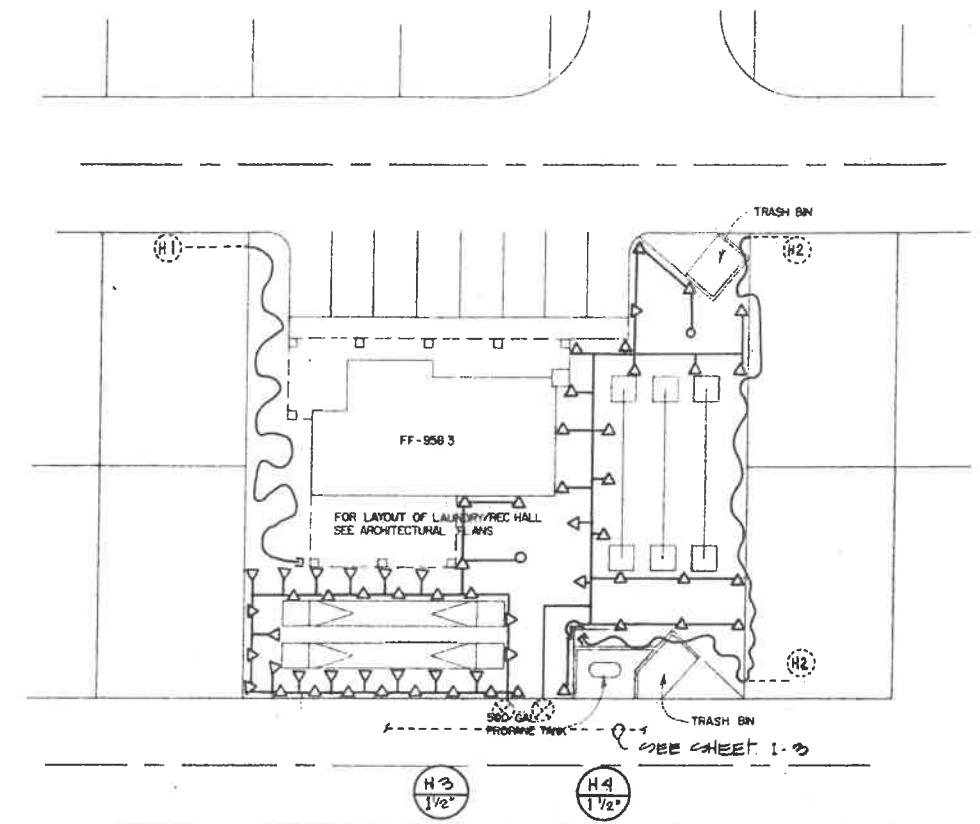 TRASH BIN
H1
H2
FF-958 3
FOR LAYOUT OF LAUNDRY/REC HALL
SEE ARCHITECTURAL PLANS
H2
500 GAL.
PROPANE TANK
TRASH BIN
SEE SHEET I-3
H3
1 1/2"
H4
1 1/2"